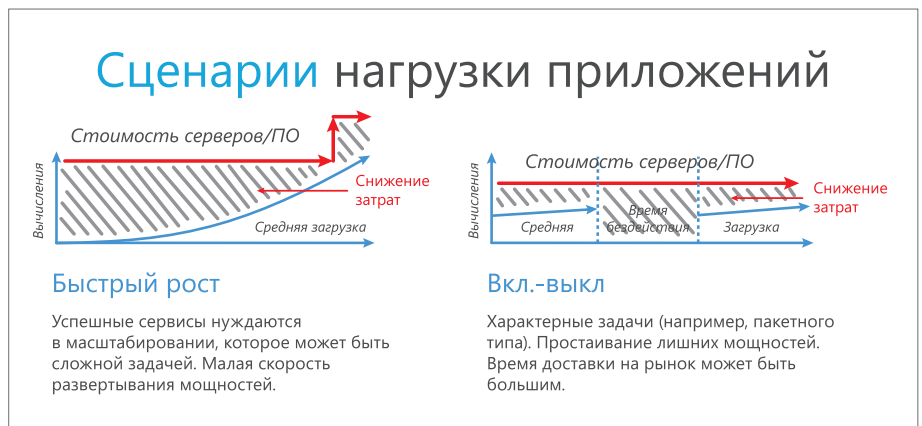 Сценарии нагрузки приложений
Стоимость серверов/ПО
Вычисления
Снижение
затрат
Средняя загрузка
Быстрый рост
Успешные сервисы нуждаются
в масштабировании, которое может быть
сложной задачей. Малая скорость
развертывания мощностей.
Стоимость серверов/ПО
Вычисления
Снижение
затрат
Средняя
Время
бездействия
Загрузка
Вкл.-выкл
Характерные задачи (например, пакетного
типа). Простаивание лишних мощностей.
Время доставки на рынок может быть
большим.